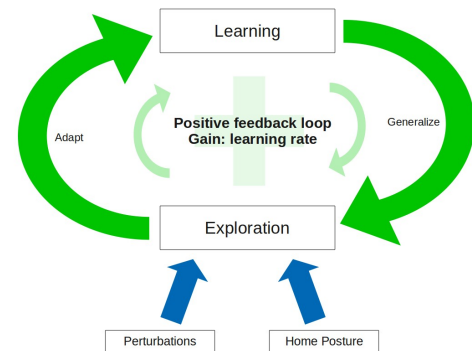 Learning
Positive feedback loop
Gain: learning rate
Adapt
Generalize
Exploration
Perturbations
Home Posture